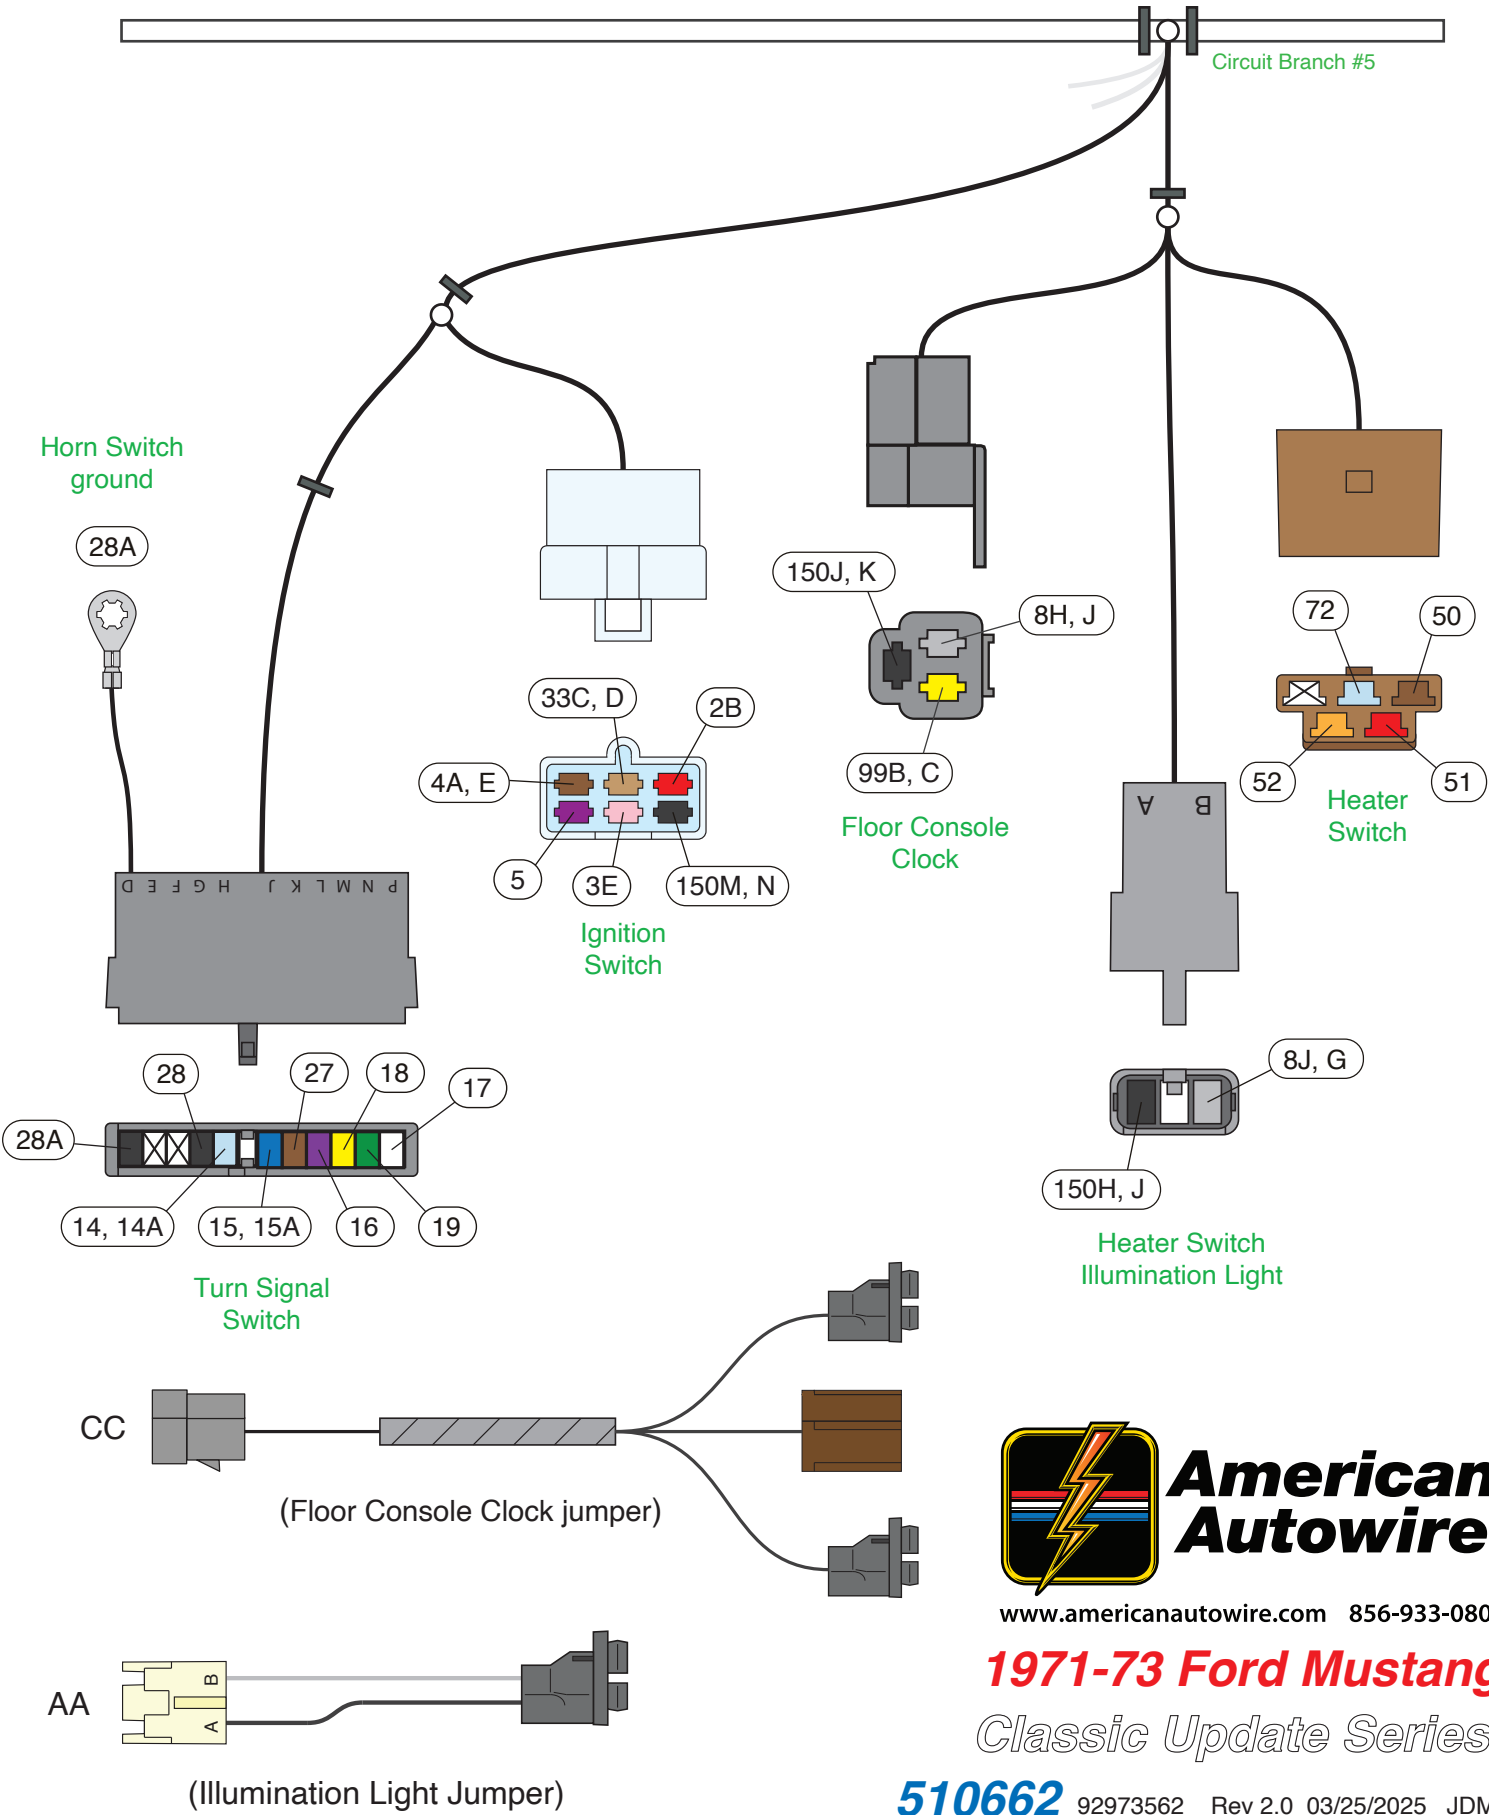 Circuit Branch #5
Horn Switch
ground
28A
150J, K
8H, J
72
50
33C, D
2B
4A, E
99B, C
52
51
Floor Console
Clock
Heater
Switch
A B
5
3E
150M, N
D E F G H J K L M N P
Ignition
Switch
28
27
18
17
28A
8J, G
14, 14A
15, 15A
16
19
150H, J
Turn Signal
Switch
Heater Switch
Illumination Light
CC
(Floor Console Clock jumper)
American
Autowire
www.americanautowire.com 856-933-080
1971-73 Ford Mustang
AA
B
A
Classic Update Series
(Illumination Light Jumper)
510662 92973562 Rev 2.0 03/25/2025 JDM